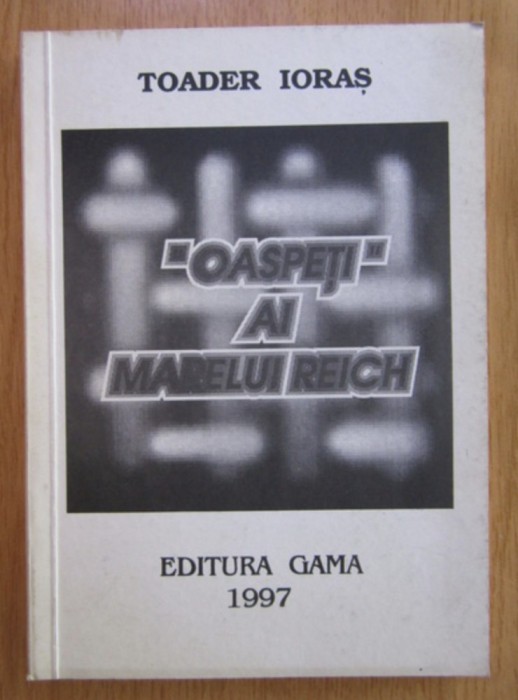 TOADER IORAȘ
"OASPEȚI"
AI
MARELUI REICH
EDITURA GAMA
1997